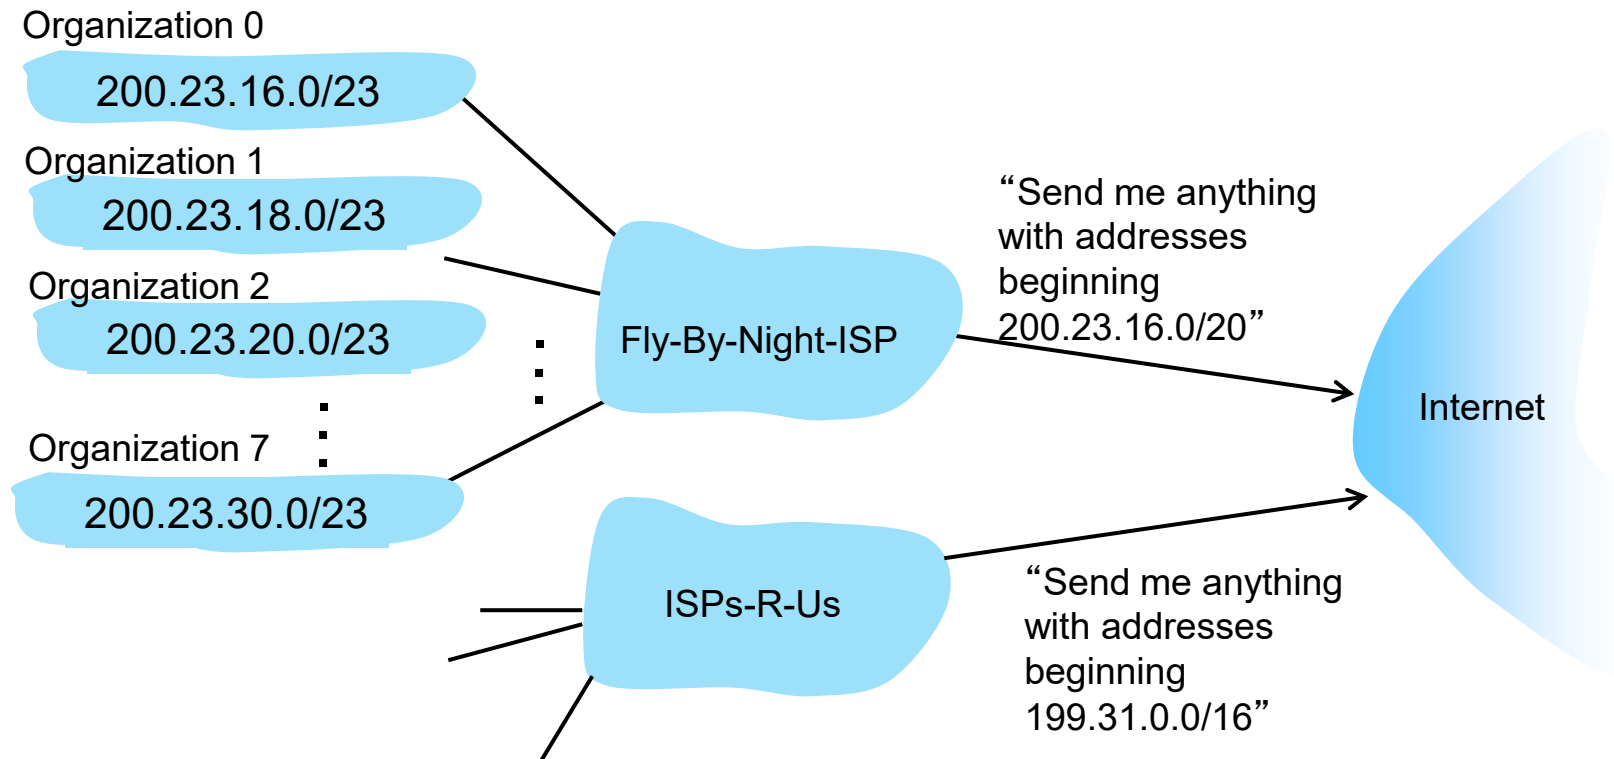 Organization 0
200.23.16.0/23
Organization 1
200.23.18.0/23
Organization 2
200.23.20.0/23
Organization 7
200.23.30.0/23
Fly-By-Night-ISP
“Send me anything
with addresses
beginning
200.23.16.0/20”
Internet
ISPs-R-Us
“Send me anything
with addresses
beginning
199.31.0.0/16”